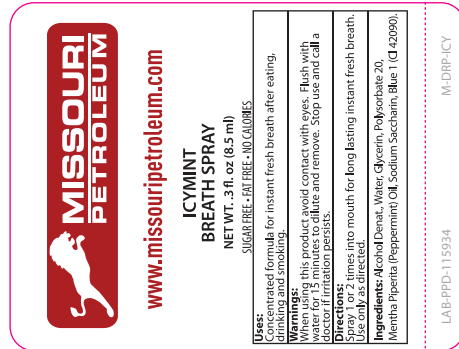 MISSOURI
PETROLEUM
www.missouripetroleum.com
ICYMINT
BREATH SPRAY
NET WT. .3 fl. oz (8.5 ml)
SUGAR FREE • FAT FREE • NO CALORIES
Uses:
Concentrated formula for instant fresh breath after eating,
drinking and smoking.
Warnings:
When using this product avoid contact with eyes. Flush with
water for 15 minutes to dilute and remove. Stop use and call a
doctor if irritation persists.
Directions:
Spray 1 or 2 times into mouth for long lasting instant fresh breath.
Use only as directed.
Ingredients: Alcohol Denat., Water, Glycerin, Polysorbate 20,
Mentha Piperita (Peppermint) Oil, Sodium Saccharin, Blue 1 (CI 42090).
LAB-PPD-115934
M-DRP-ICY